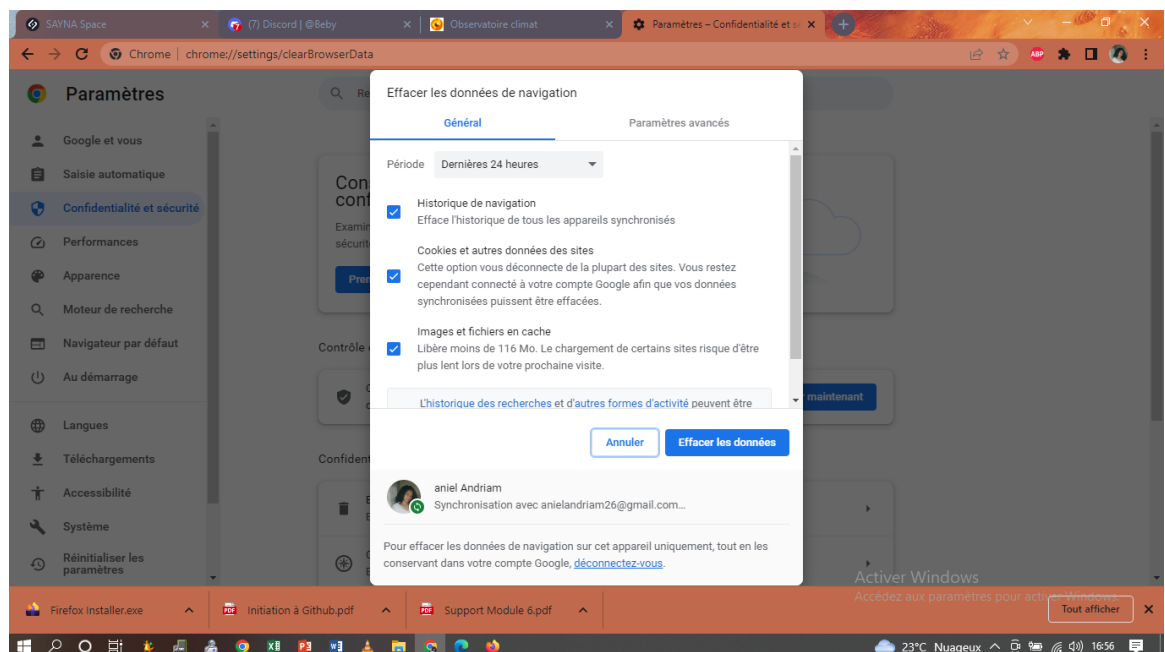 SAYNA Space
(7) Discord | @Beby
Observatoire climat
Paramètres – Confidentialité et s
Chrome | chrome://settings/clearBrowserData
ABP
Paramètres
Re
Google et vous
Saisie automatique
Confidentialité et sécurité
Performances
Apparence
Moteur de recherche
Navigateur par défaut
Au démarrage
Langues
Téléchargements
Accessibilité
Système
Réinitialiser les
paramètres
Con
conf
Examin
sécurit
Pre
Contrôle
Confident
maintenant
Effacer les données de navigation
Général
Paramètres avancés
Période Dernières 24 heures
Historique de navigation
Efface l'historique de tous les appareils synchronisés
Cookies et autres données des sites
Cette option vous déconnecte de la plupart des sites. Vous restez
cependant connecté à votre compte Google afin que vos données
synchronisées puissent être effacées.
Images et fichiers en cache
Libère moins de 116 Mo. Le chargement de certains sites risque d'être
plus lent lors de votre prochaine visite.
L'historique des recherches et d'autres formes d'activité peuvent être
Annuler
Effacer les données
aniel Andriam
Synchronisation avec anielandriam26@gmail.com...
Pour effacer les données de navigation sur cet appareil uniquement, tout en les
conservant dans votre compte Google, déconnectez-vous.
Activer Windows
Accédez aux paramètres pour activer Windows.
Firefox Installer.exe
PDF
Initiation à Github.pdf
PDF
Support Module 6.pdf
Tout afficher
23°C Nuageux
16:56